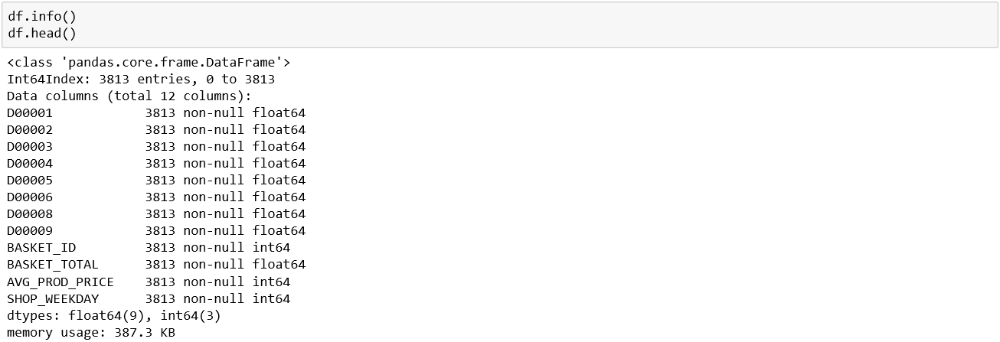 df.info()
df.head()
<class 'pandas.core.frame.DataFrame'>
Int64Index: 3813 entries, 0 to 3813
Data columns (total 12 columns):
D00001            3813 non-null float64
D00002            3813 non-null float64
D00003            3813 non-null float64
D00004            3813 non-null float64
D00005            3813 non-null float64
D00006            3813 non-null float64
D00008            3813 non-null float64
D00009            3813 non-null float64
BASKET_ID         3813 non-null int64
BASKET_TOTAL      3813 non-null float64
AVG_PROD_PRICE    3813 non-null int64
SHOP_WEEKDAY      3813 non-null int64
dtypes: float64(9), int64(3)
memory usage: 387.3 KB